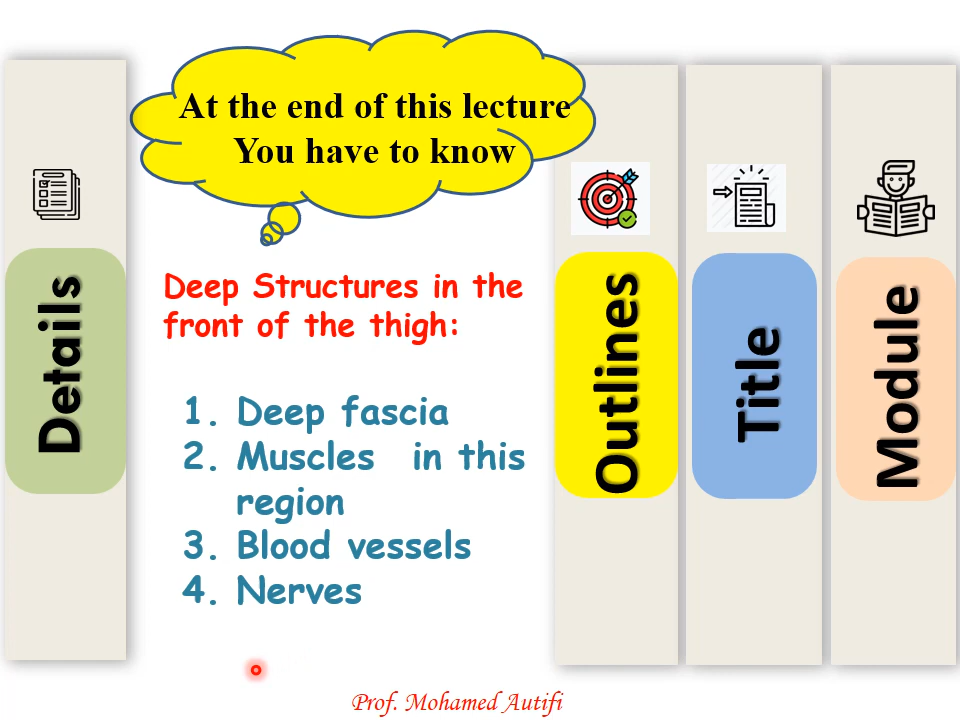 At the end of this lecture
You have to know
Deep Structures in the
front of the thigh:
1. Deep fascia
2. Muscles in this
region
3. Blood vessels
4. Nerves
Details
Outlines
Title
Module
Prof. Mohamed Autifi